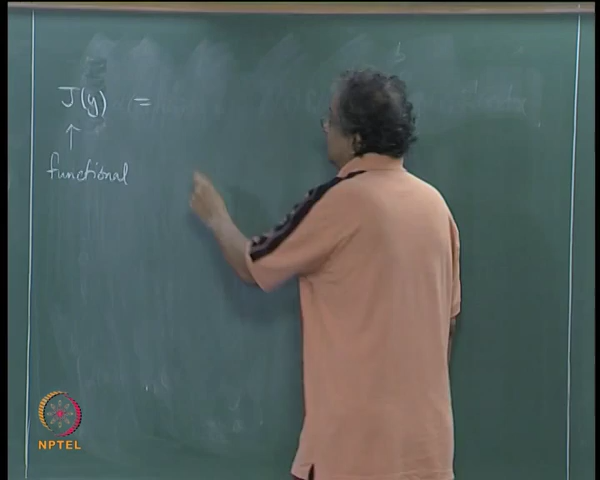 J(y) =
↑
functional
NPTEL